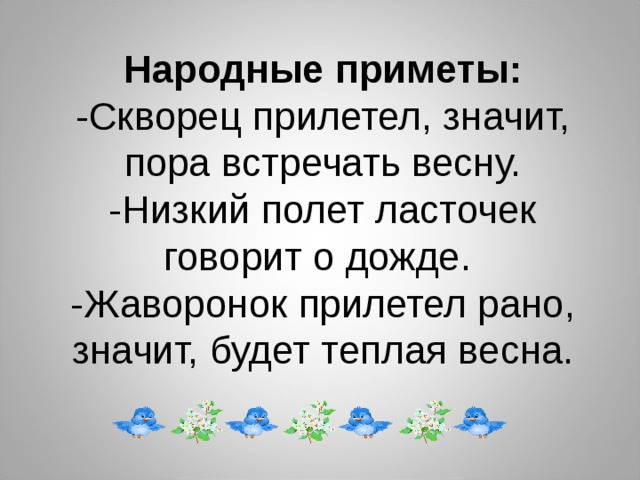 Народные приметы:
-Скворец прилетел, значит,
пора встречать весну.
-Низкий полет ласточек
говорит о дожде.
-Жаворонок прилетел рано,
значит, будет теплая весна.